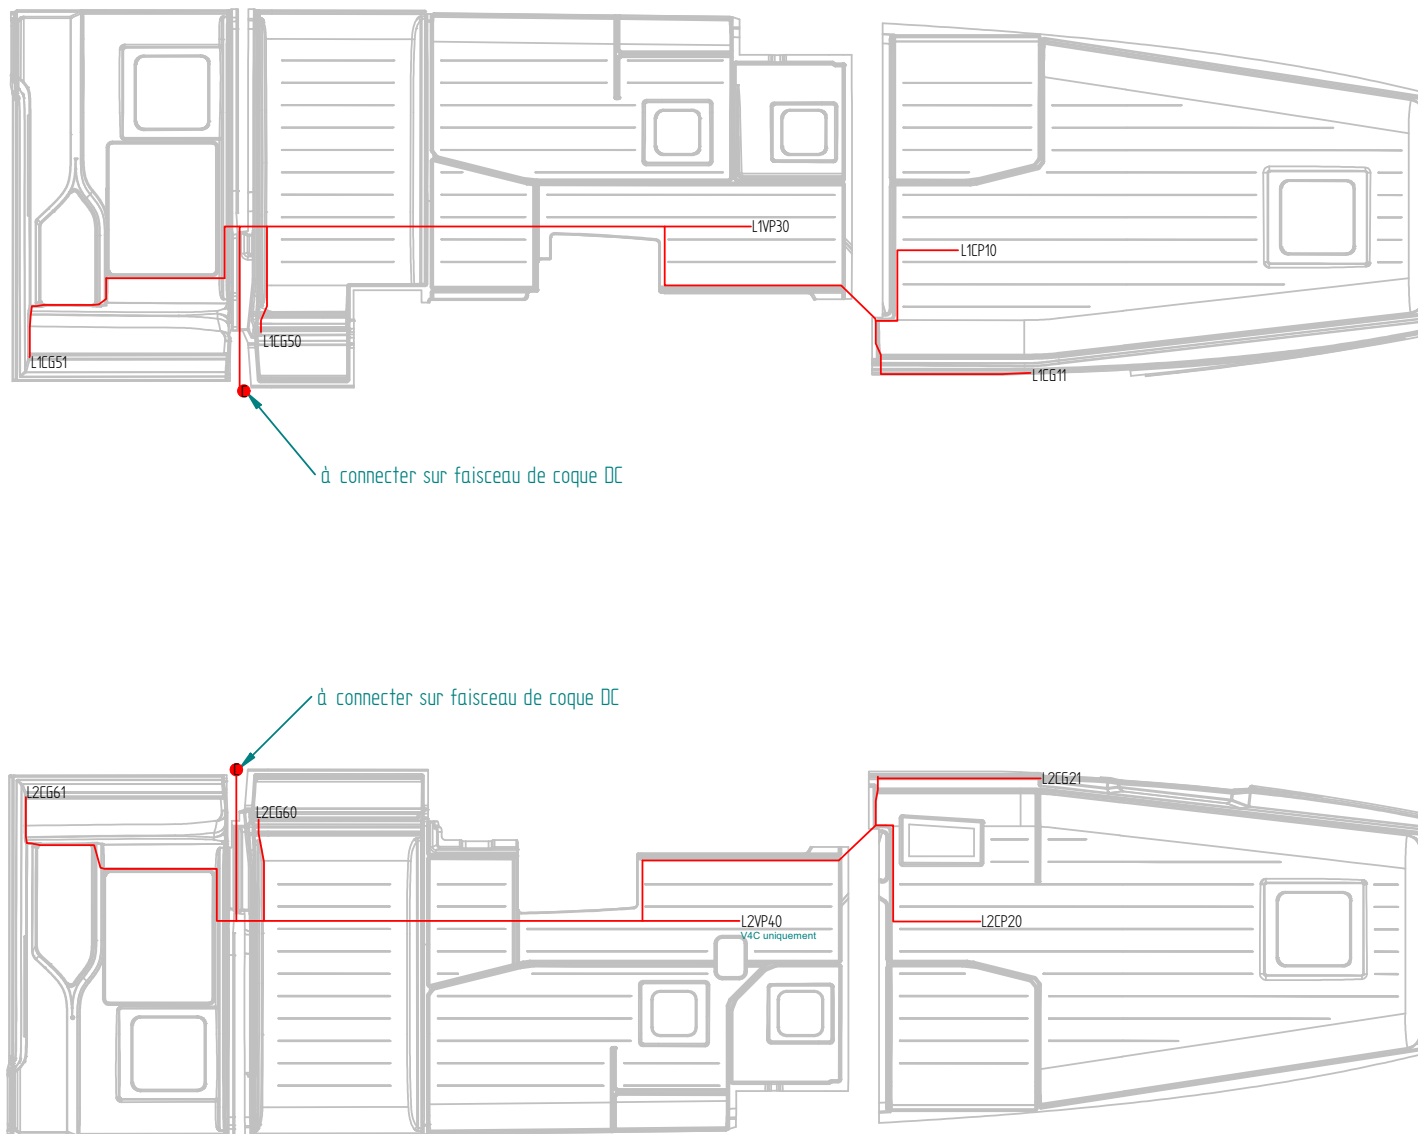 L1VP30
L1CP10
L1CG50
L1CG51
L1CG11
C
à connecter sur faisceau de coque DC
à connecter sur faisceau de coque DC
C
L2CG61
L2CG60
L2CG21
L2VP40
V4C uniquement
L2CP20